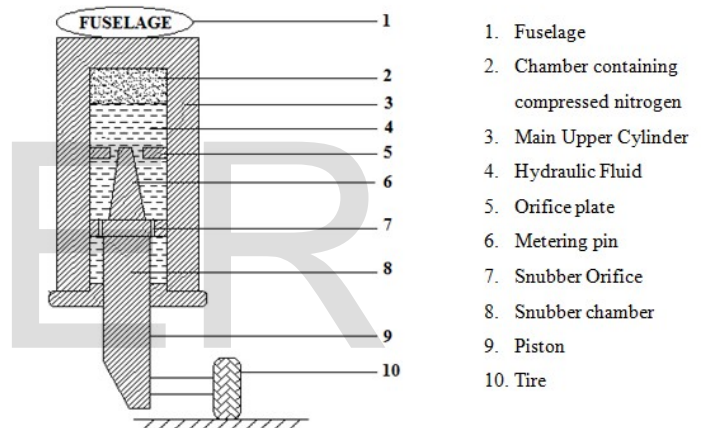 FUSELAGE
1
2
3
4
5
6
7
8
9
10
1. Fuselage
2. Chamber containing
compressed nitrogen
3. Main Upper Cylinder
4. Hydraulic Fluid
5. Orifice plate
6. Metering pin
7. Snubber Orifice
8. Snubber chamber
9. Piston
10. Tire
ER